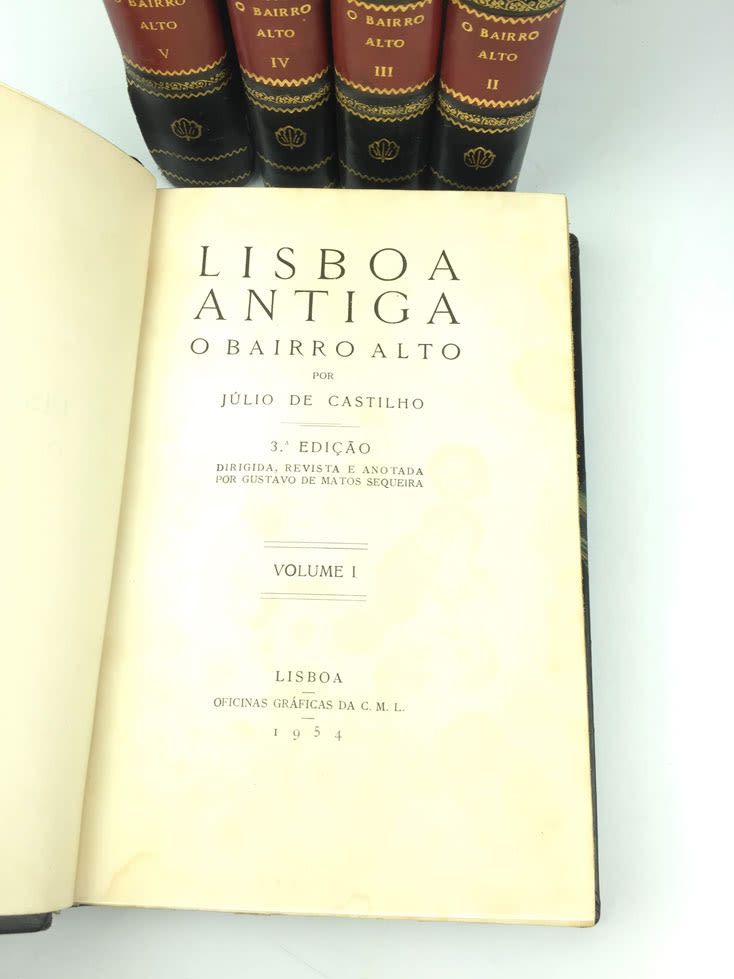 O BAIRRO
ALTO
V
O BAIRRO
ALTO
IV
O BAIRRO
ALTO
III
O BAIRRO
ALTO
II
LISBOA
ANTIGA
O BAIRRO ALTO
POR
JÚLIO DE CASTILHO
3.ª EDIÇÃO
DIRIGIDA, REVISTA E ANOTADA
POR GUSTAVO DE MATOS SEQUEIRA
VOLUME I
LISBOA
OFICINAS GRÁFICAS DA C. M. L.
1954